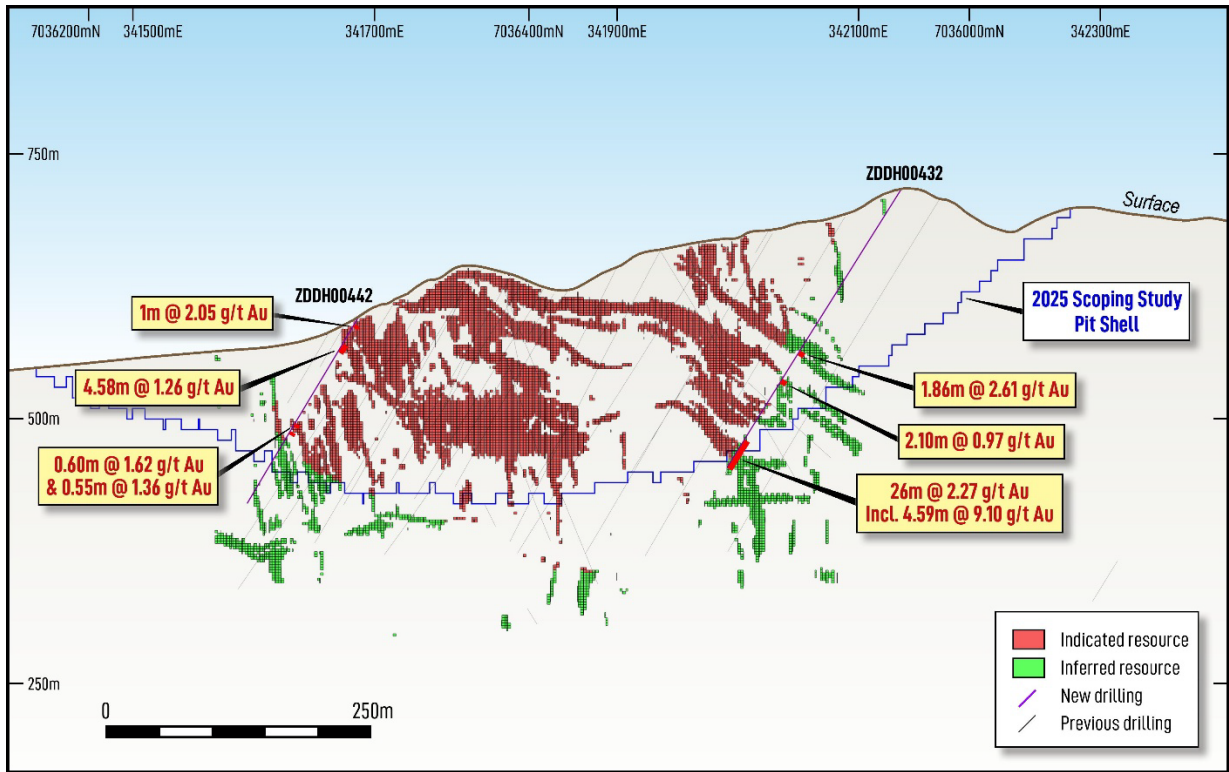 7036200mN 341500mE 341700mE 7036400mN 341900mE 342100mE 7036000mN 342300mE
750m
ZDDH00432
Surface
ZDDH00442
1m @ 2.05 g/t Au
2025 Scoping Study
Pit Shell
4.58m @ 1.26 g/t Au
1.86m @ 2.61 g/t Au
500m
2.10m @ 0.97 g/t Au
0.60m @ 1.62 g/t Au
& 0.55m @ 1.36 g/t Au
26m @ 2.27 g/t Au
Incl. 4.59m @ 9.10 g/t Au
250m
0 250m
Indicated resource
Inferred resource
New drilling
Previous drilling